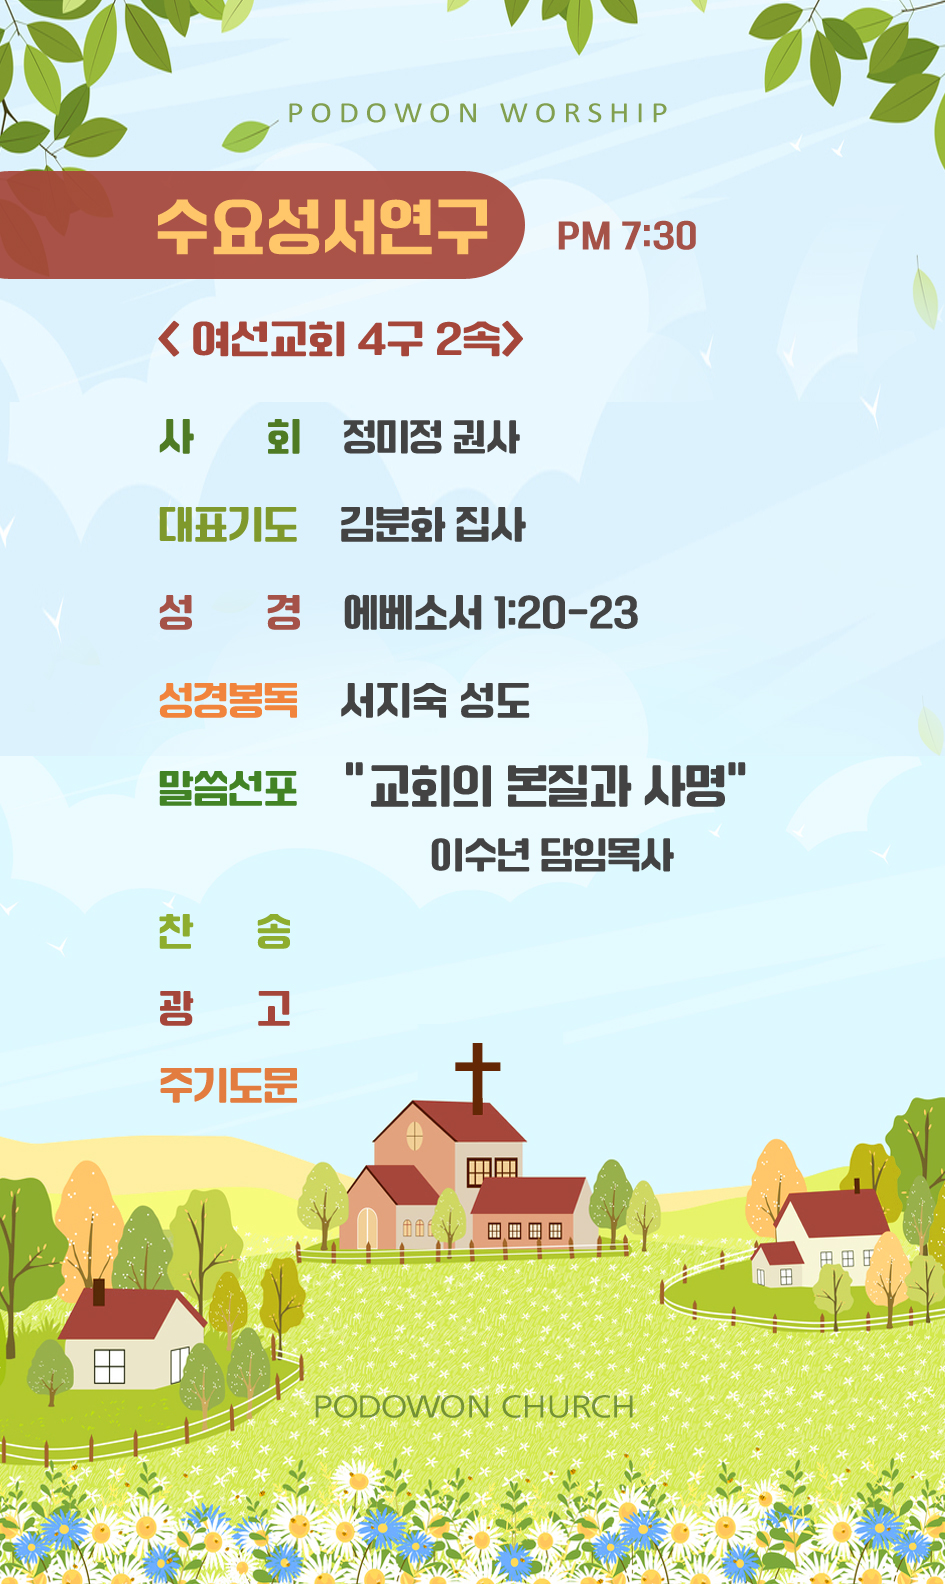 PODOWON WORSHIP
수요성서연구 PM 7:30
< 여선교회 4구 2속>
사 회 정미정 권사
대표기도 김분화 집사
성 경 에베소서 1:20-23
성경봉독 서지숙 성도
말씀선포 "교회의 본질과 사명"
이수년 담임목사
찬 송
광 고
주기도문
PODOWON CHURCH